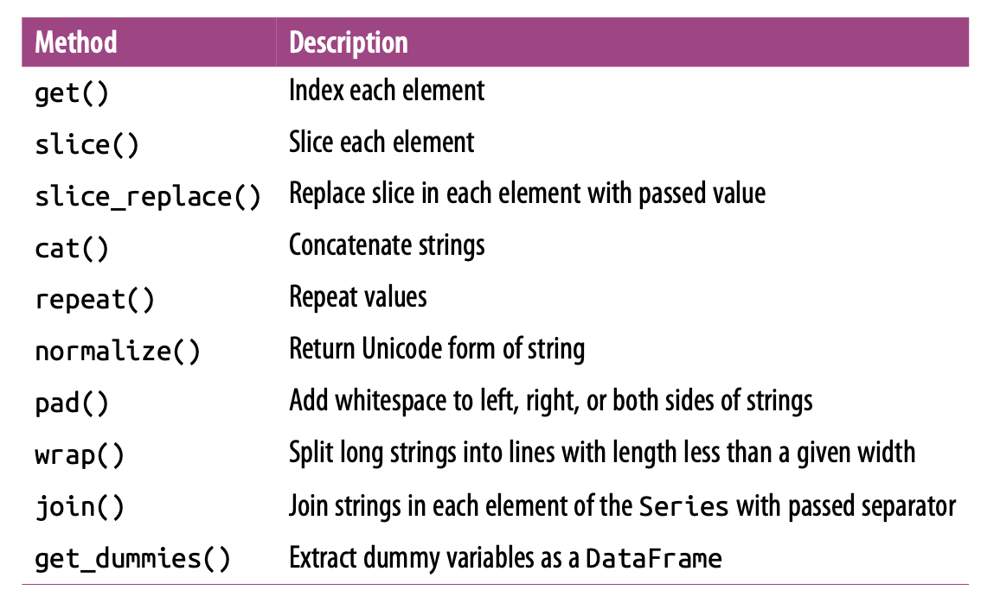 Method Description
get() Index each element
slice() Slice each element
slice_replace() Replace slice in each element with passed value
cat() Concatenate strings
repeat() Repeat values
normalize() Return Unicode form of string
pad() Add whitespace to left, right, or both sides of strings
wrap() Split long strings into lines with length less than a given width
join() Join strings in each element of the Series with passed separator
get_dummies() Extract dummy variables as a DataFrame